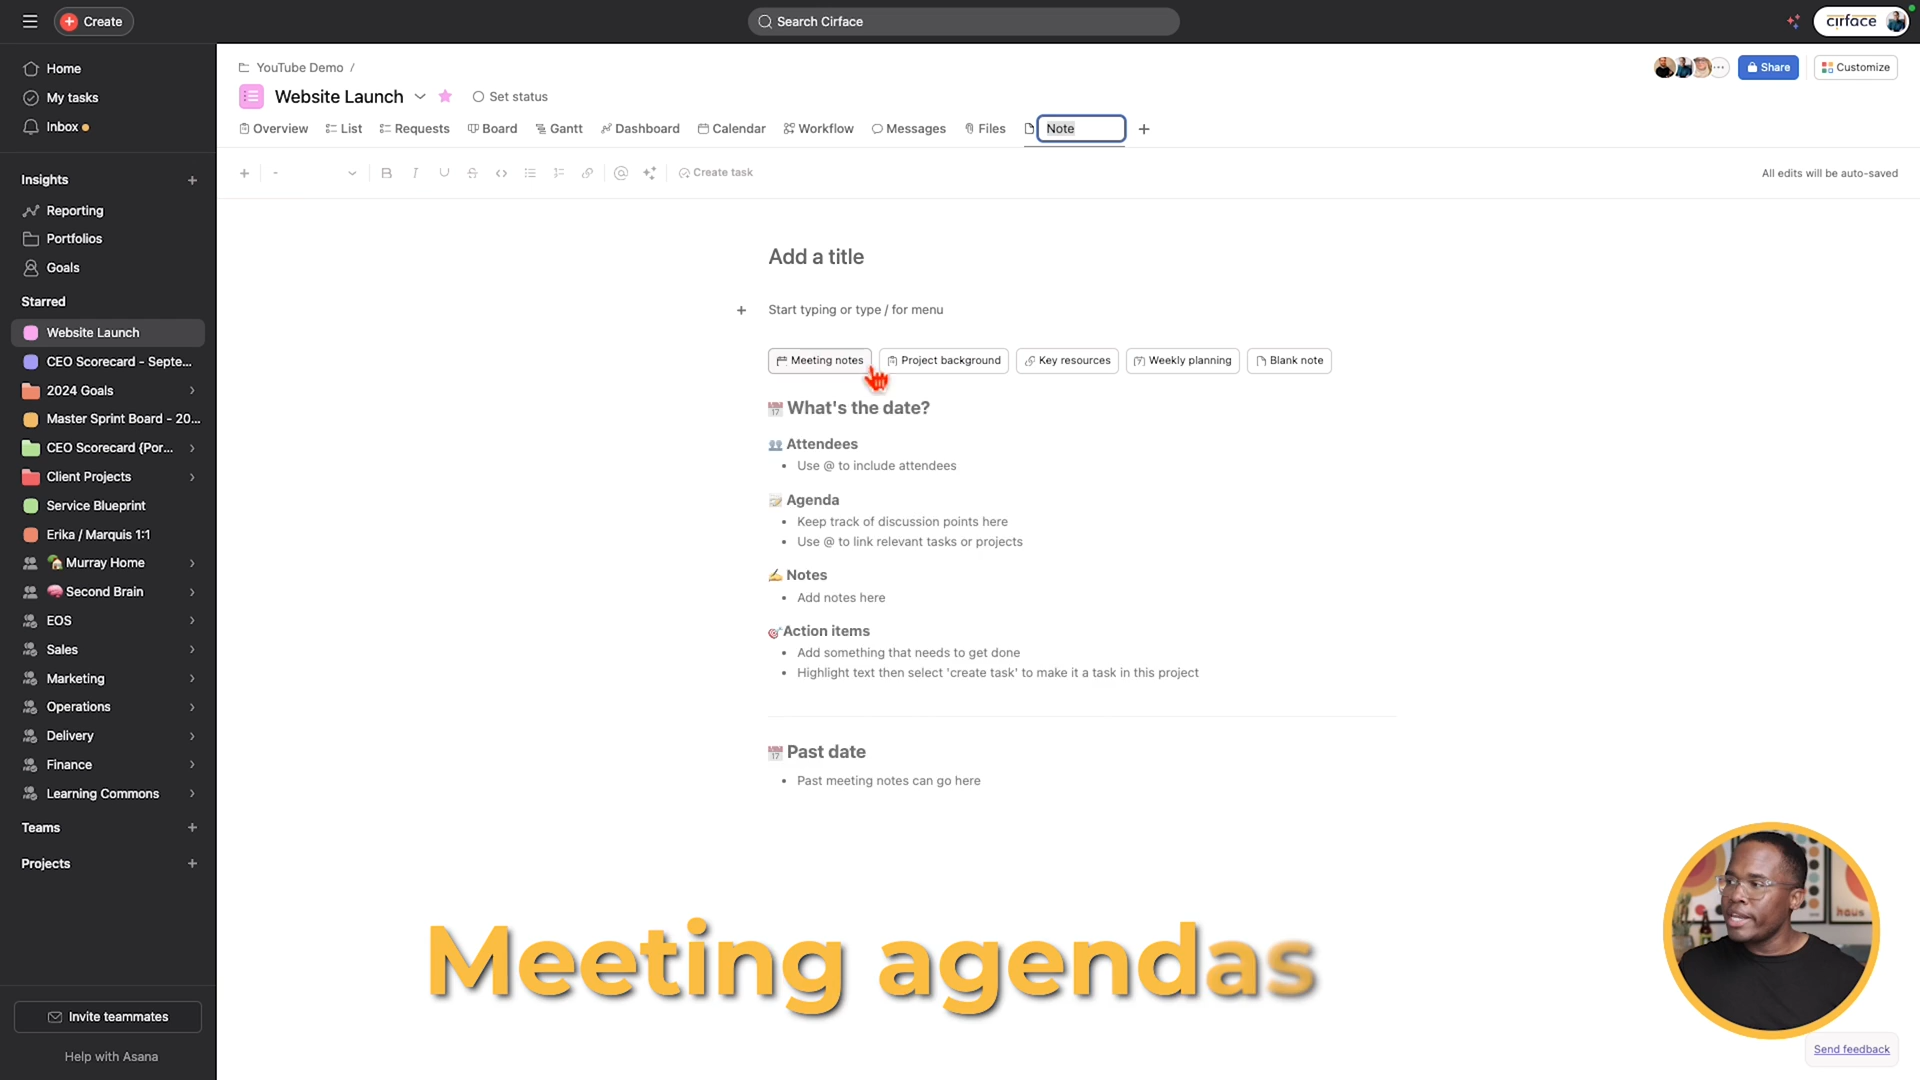 Create
Search Cirface
cirface
Home
My tasks
Inbox
Insights
Reporting
Portfolios
Goals
Starred
Website Launch
CEO Scorecard - Septe...
2024 Goals
Master Sprint Board - 20...
CEO Scorecard {Por...
Client Projects
Service Blueprint
Erika / Marquis 1:1
Murray Home
Second Brain
EOS
Sales
Marketing
Operations
Delivery
Finance
Learning Commons
Teams
Projects
Invite teammates
Help with Asana
YouTube Demo /
Website Launch
Set status
Share
Customize
Overview List Requests Board Gantt Dashboard Calendar Workflow Messages Files Note
Create task
All edits will be auto-saved
Add a title
Start typing or type / for menu
Meeting notes Project background Key resources Weekly planning Blank note
17 What's the date?
Attendees
• Use @ to include attendees
Agenda
• Keep track of discussion points here
• Use @ to link relevant tasks or projects
Notes
• Add notes here
Action items
• Add something that needs to get done
• Highlight text then select 'create task' to make it a task in this project
17 Past date
• Past meeting notes can go here
Meeting agendas
haus
Send feedback